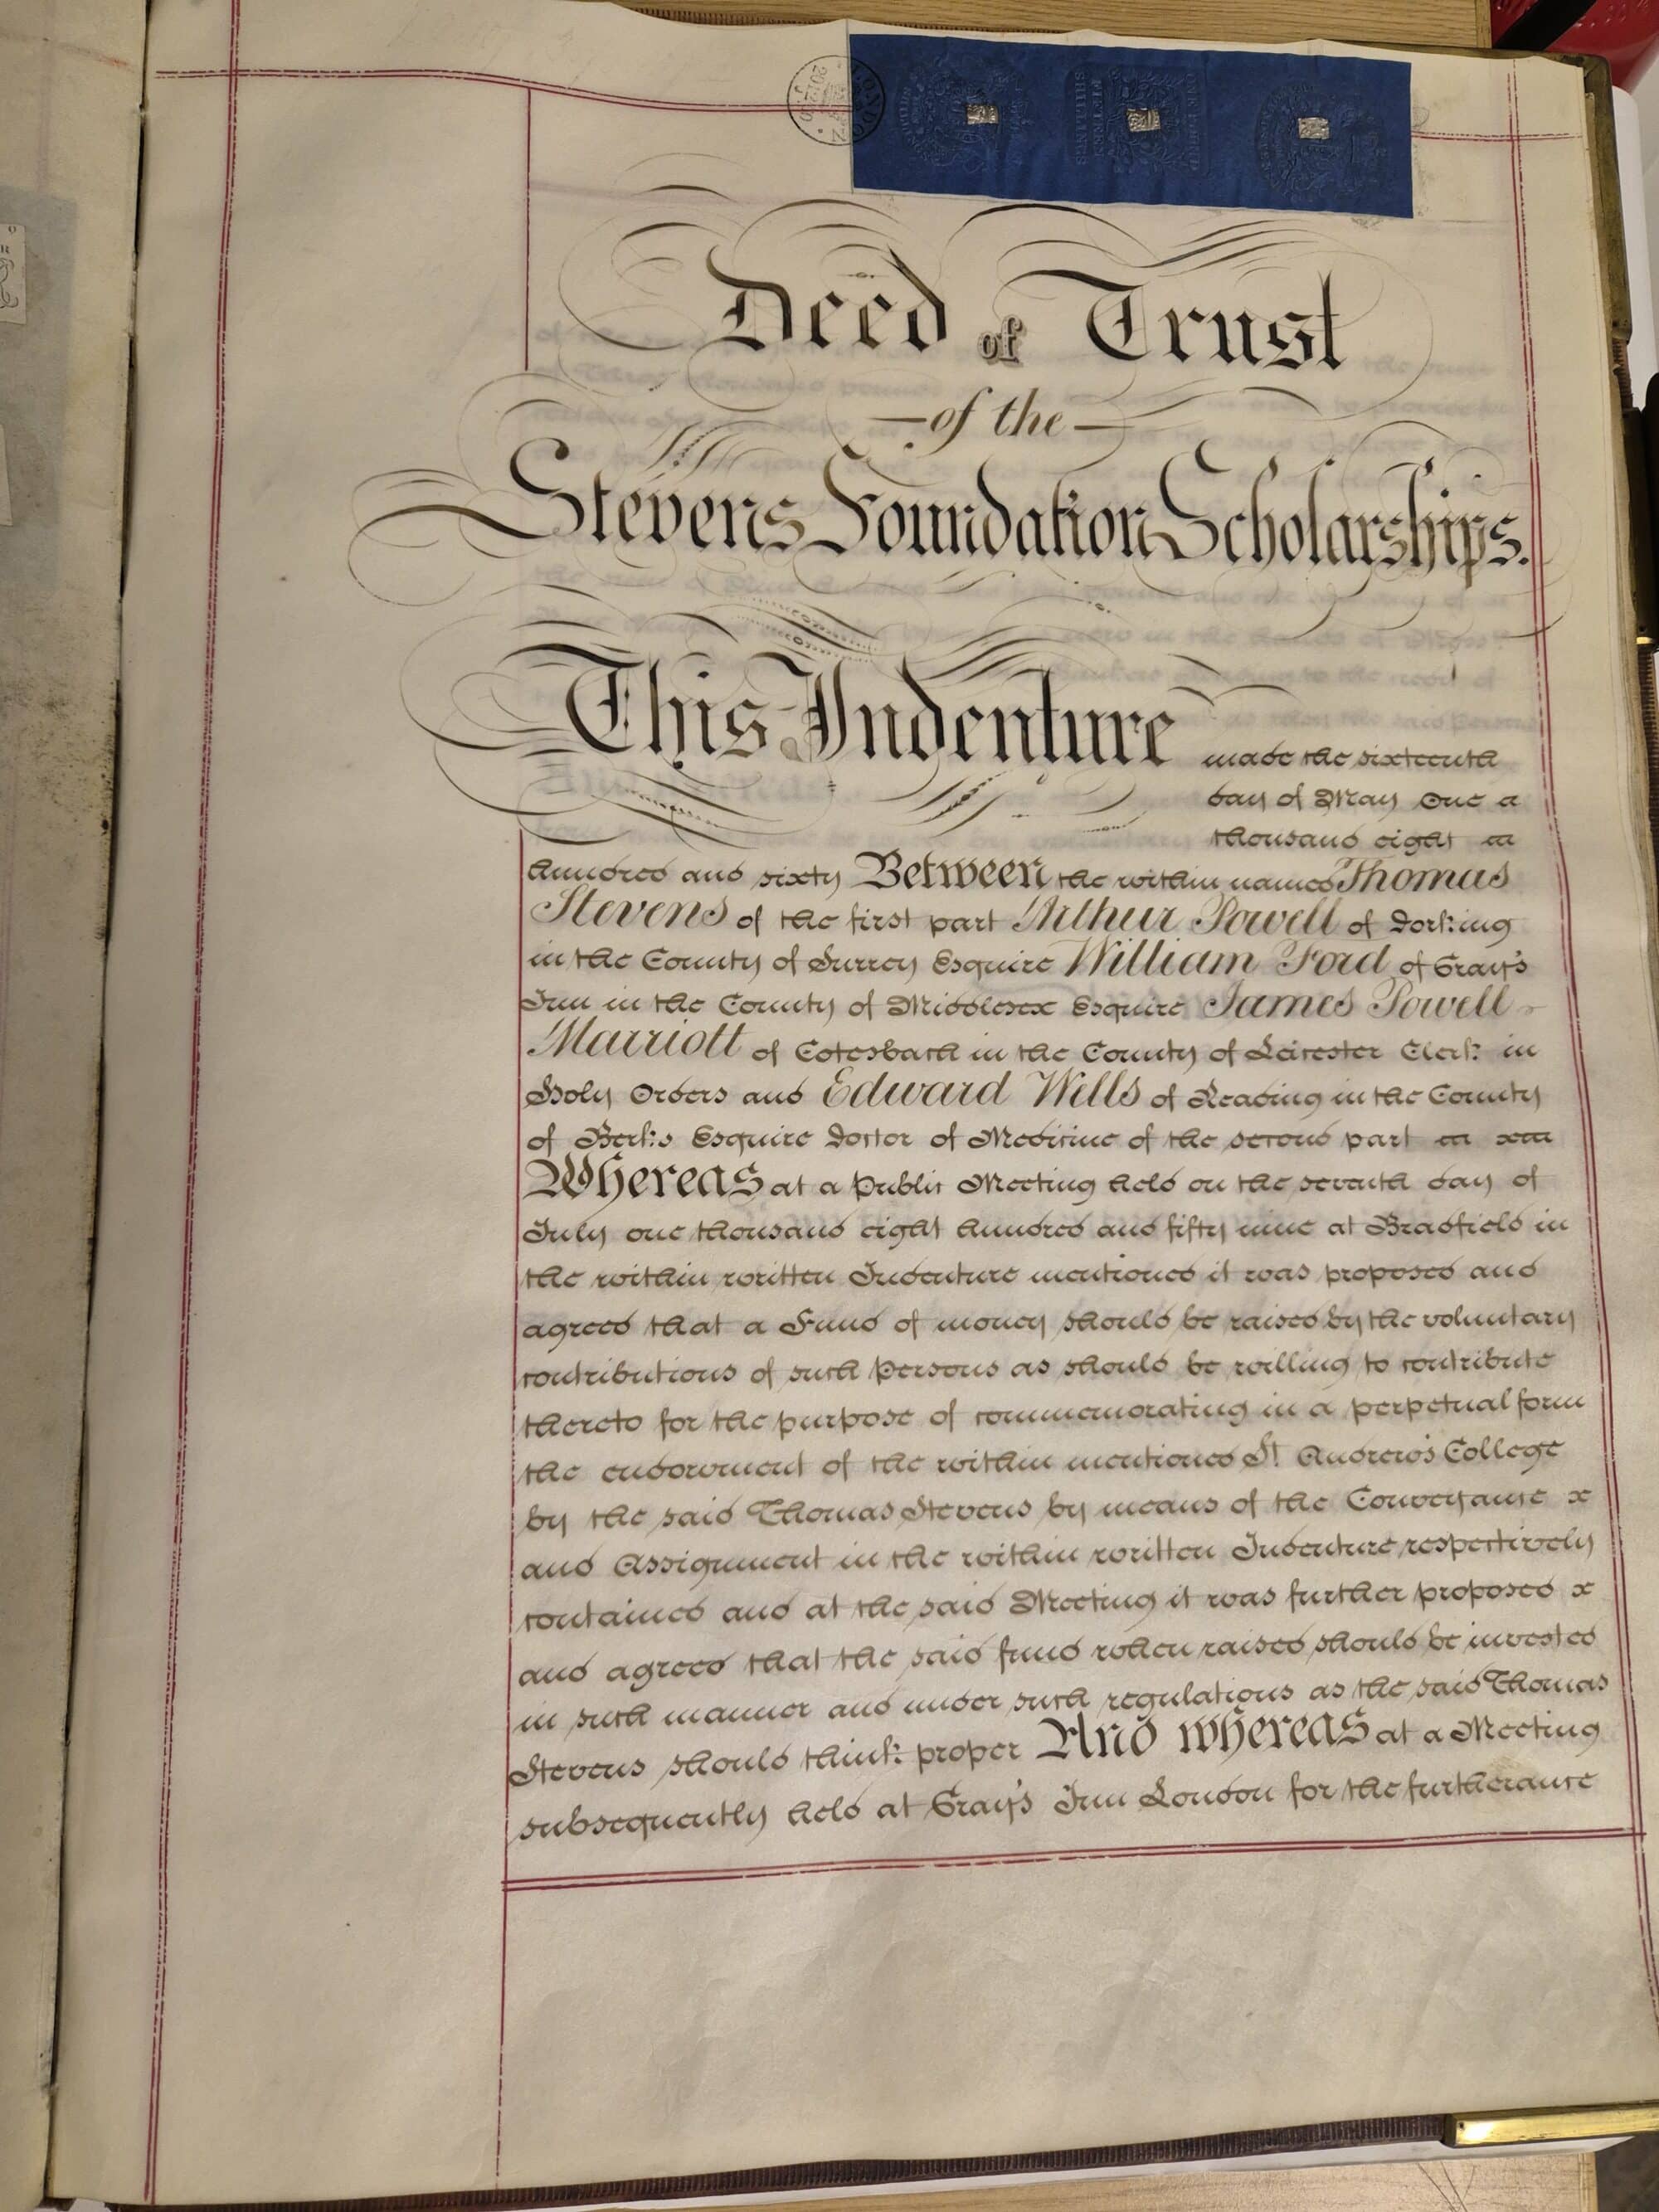 Deed of Trust
of the
Stevens Foundation Scholarships.
This Indenture made the sixteenth
day of May One
thousand eight
hundred and sixty Between the within named Thomas
Stevens of the first part Arthur Powell of Dorking
in the County of Surrey Esquire William Ford of Gray's
Inn in the County of Middlesex Esquire James Powell
Marriott of Cotesbach in the County of Leicester Clerk in
Holy Orders and Edward Wells of Reading in the County
of Berks Esquire Doctor of Medicine of the second part
Whereas at a Public Meeting held on the seventh day of
July one thousand eight hundred and fifty nine at Bradfield in
the within written Indenture mentioned it was proposed and
agreed that a Fund of money should be raised by the voluntary
contributions of such Persons as should be willing to contribute
thereto for the purpose of commemorating in a perpetual form
the endowment of the within mentioned St Andrew's College
by the said Thomas Stevens by means of the Conveyance x
and Assignment in the within written Indenture respectively
contained and at the said Meeting it was further proposed x
and agreed that the said fund when raised should be invested
in such manner and under such regulations as the said Thomas
Stevens should think proper And whereas at a Meeting
subsequently held at Gray's Inn London for the furtherance